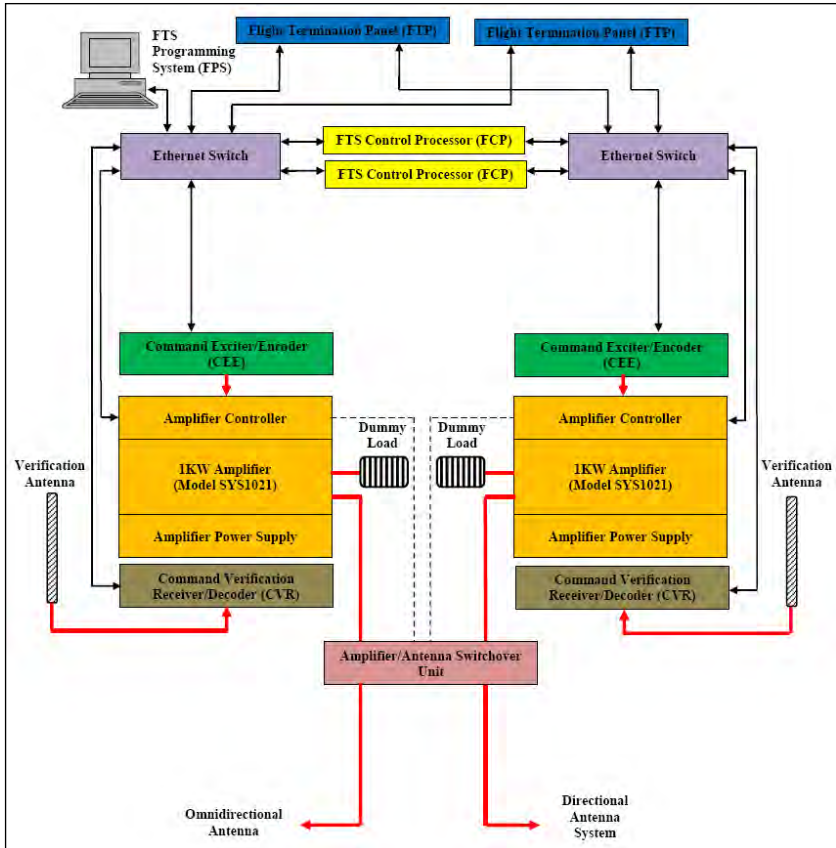 FTS
Programming
System (FPS)
Flight Termination Panel (FTP)
Flight Termination Panel (FTP)
Ethernet Switch
FTS Control Processor (FCP)
FTS Control Processor (FCP)
Ethernet Switch
Command Exciter/Encoder
(CEE)
Command Exciter/Encoder
(CEE)
Amplifier Controller
Dummy
Load
Dummy
Load
Amplifier Controller
Verification
Antenna
1KW Amplifier
(Model SYS1021)
1KW Amplifier
(Model SYS1021)
Verification
Antenna
Amplifier Power Supply
Amplifier Power Supply
Command Verification
Receiver/Decoder (CVR)
Command Verification
Receiver/Decoder (CVR)
Amplifier/Antenna Switchover
Unit
Omnidirectional
Antenna
Directional
Antenna
System